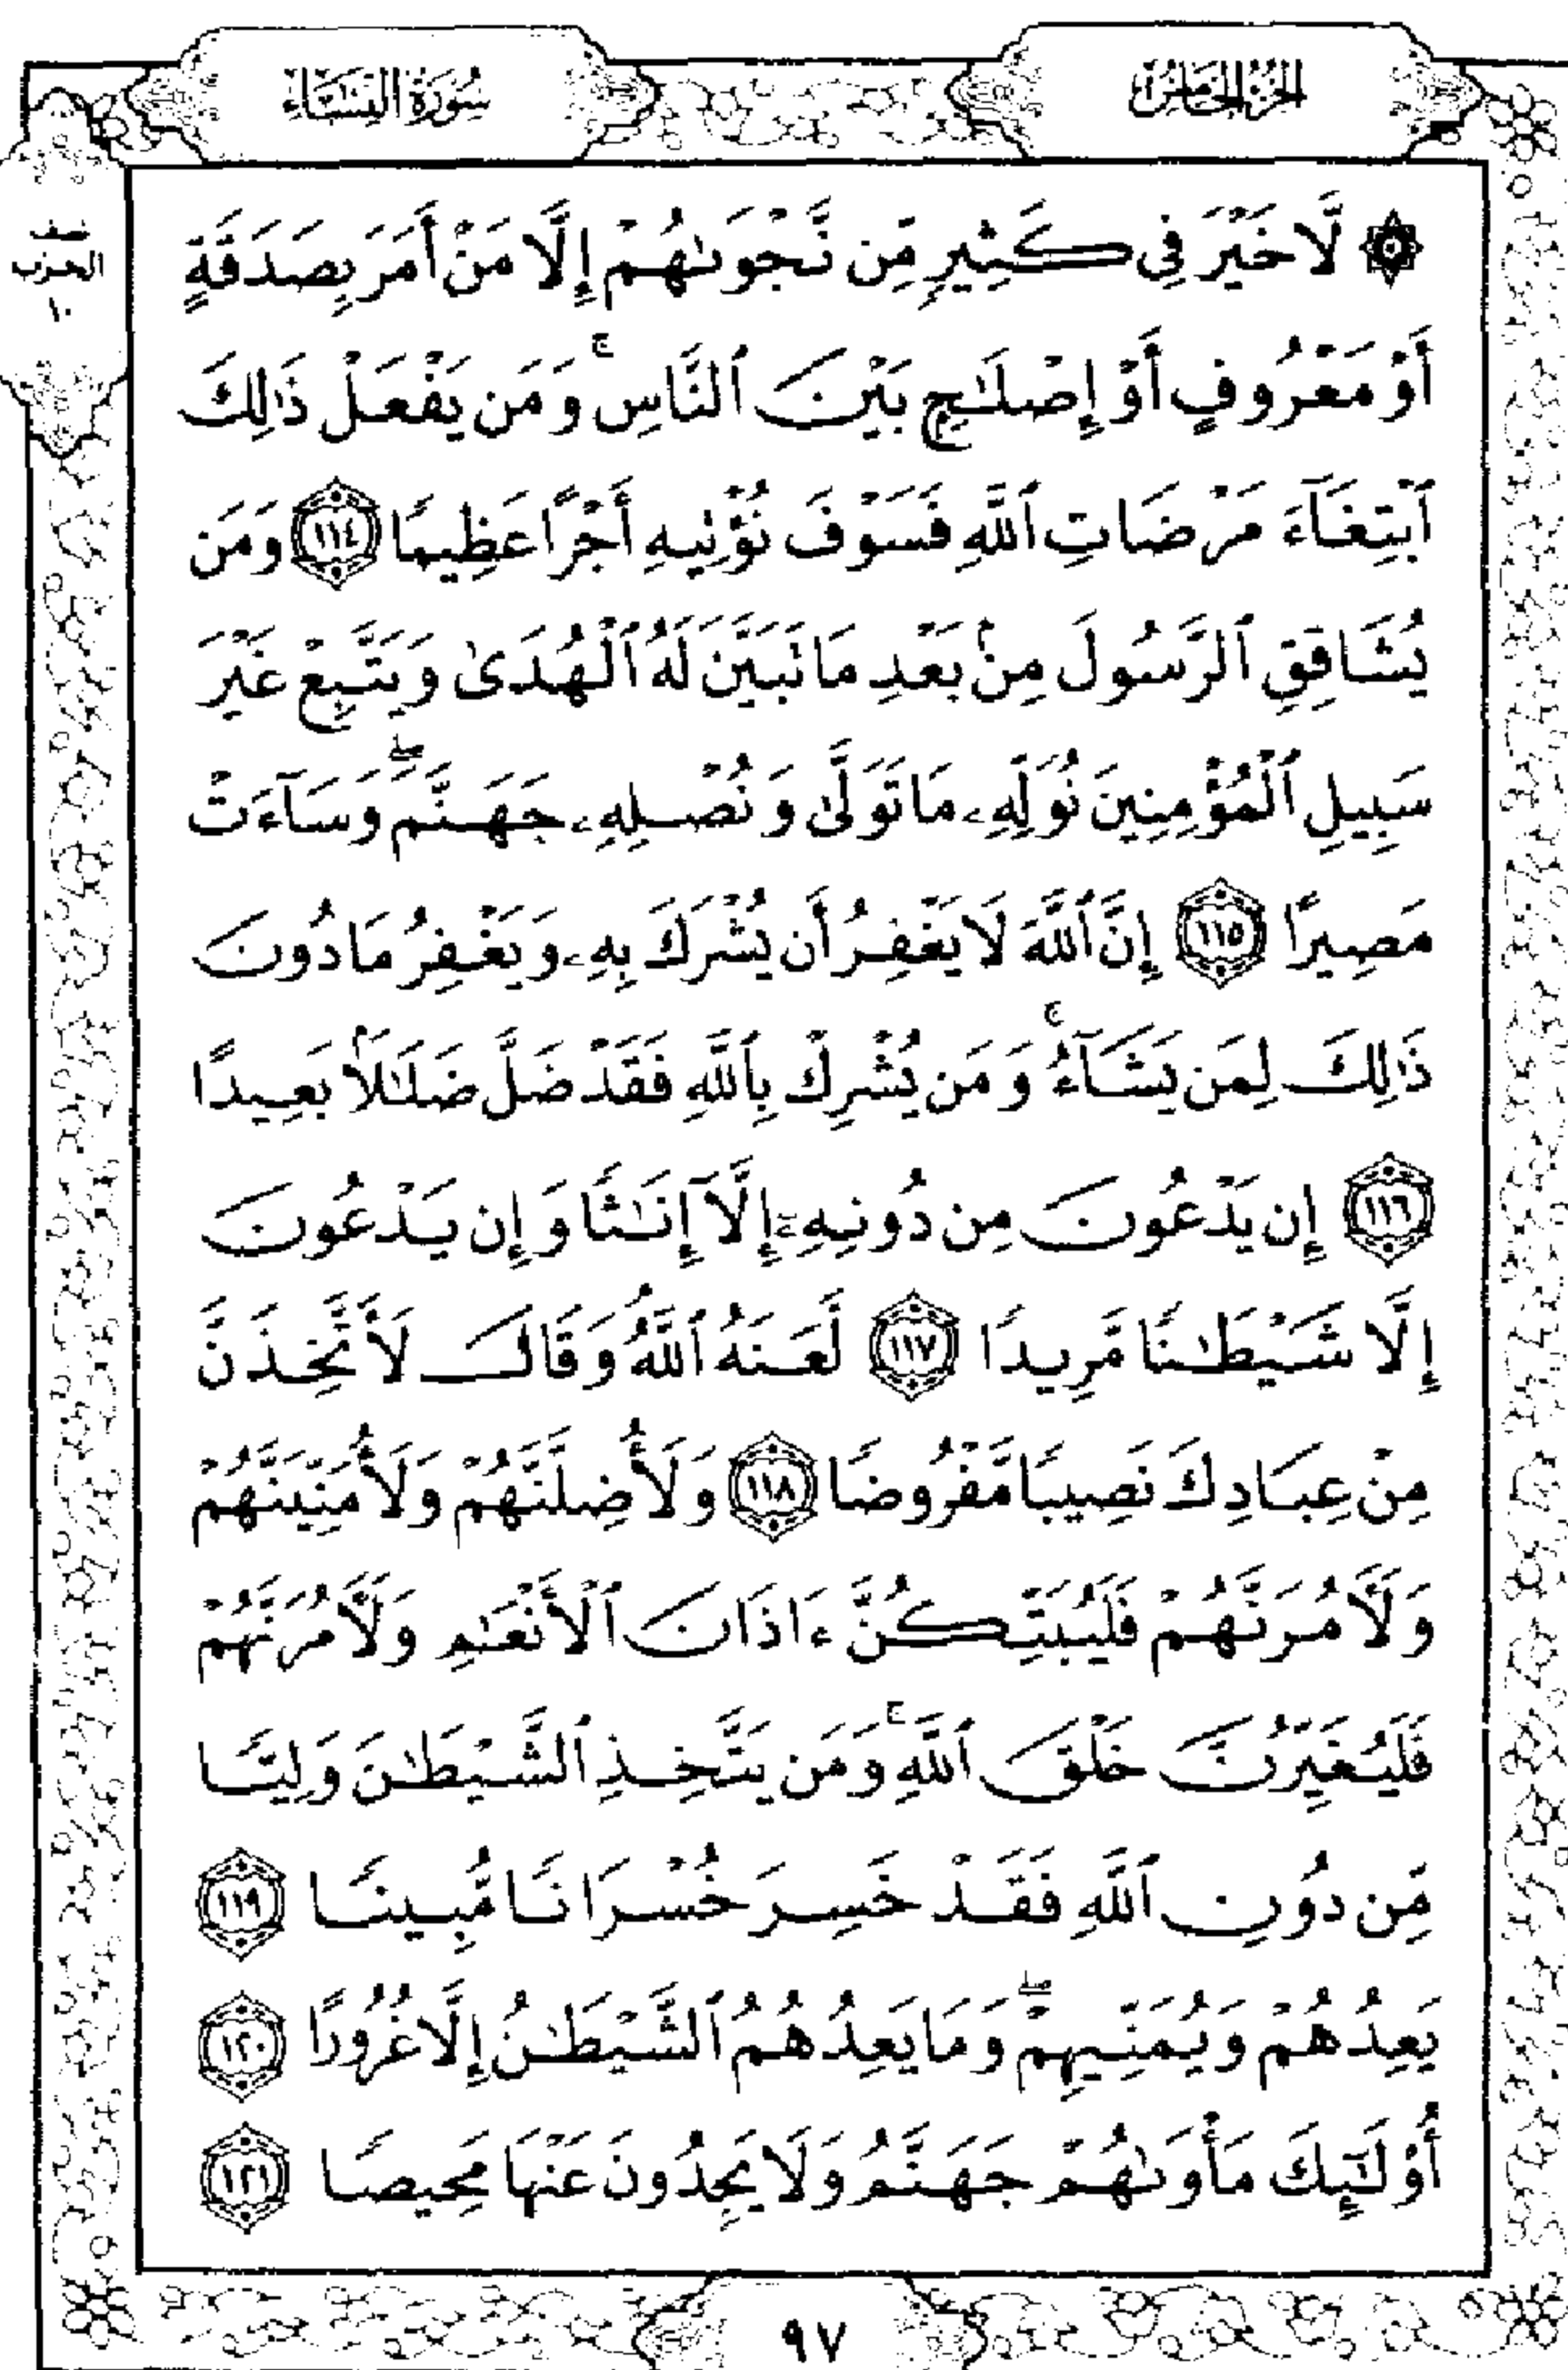 الجزء الخامس
سورة النساء
نصف
الحزب
١٠
۞ لَّا خَيْرَ فِى كَثِيرٍ مِّن نَّجْوَىٰهُمْ إِلَّا مَنْ أَمَرَ بِصَدَقَةٍ
أَوْ مَعْرُوفٍ أَوْ إِصْلَٰحٍۭ بَيْنَ ٱلنَّاسِ ۚ وَمَن يَفْعَلْ ذَٰلِكَ
ٱبْتِغَآءَ مَرْضَاتِ ٱللَّهِ فَسَوْفَ نُؤْتِيهِ أَجْرًا عَظِيمًا ١١٤ وَمَن
يُشَاقِقِ ٱلرَّسُولَ مِنۢ بَعْدِ مَا تَبَيَّنَ لَهُ ٱلْهُدَىٰ وَيَتَّبِعْ غَيْرَ
سَبِيلِ ٱلْمُؤْمِنِينَ نُوَلِّهِۦ مَا تَوَلَّىٰ وَنُصْلِهِۦ جَهَنَّمَ ۖ وَسَآءَتْ
مَصِيرًا ١١٥ إِنَّ ٱللَّهَ لَا يَغْفِرُ أَن يُشْرَكَ بِهِۦ وَيَغْفِرُ مَا دُونَ
ذَٰلِكَ لِمَن يَشَآءُ ۚ وَمَن يُشْرِكْ بِٱللَّهِ فَقَدْ ضَلَّ ضَلَٰلًۢا بَعِيدًا
١١٦ إِن يَدْعُونَ مِن دُونِهِۦٓ إِلَّآ إِنَٰثًا وَإِن يَدْعُونَ
إِلَّا شَيْطَٰنًا مَّرِيدًا ١١٧ لَّعَنَهُ ٱللَّهُ ۘ وَقَالَ لَأَتَّخِذَنَّ
مِنْ عِبَادِكَ نَصِيبًا مَّفْرُوضًا ١١٨ وَلَأُضِلَّنَّهُمْ وَلَأُمَنِّيَنَّهُمْ
وَلَءَامُرَنَّهُمْ فَلَيُبَتِّكُنَّ ءَاذَانَ ٱلْأَنْعَٰمِ وَلَءَامُرَنَّهُمْ
فَلَيُغَيِّرُنَّ خَلْقَ ٱللَّهِ ۚ وَمَن يَتَّخِذِ ٱلشَّيْطَٰنَ وَلِيًّا
مِّن دُونِ ٱللَّهِ فَقَدْ خَسِرَ خُسْرَانًا مُّبِينًا ١١٩
يَعِدُهُمْ وَيُمَنِّيهِمْ ۖ وَمَا يَعِدُهُمُ ٱلشَّيْطَٰنُ إِلَّا غُرُورًا ١٢٠
أُو۟لَٰٓئِكَ مَأْوَىٰهُمْ جَهَنَّمُ وَلَا يَجِدُونَ عَنْهَا مَحِيصًا ١٢١
٩٧